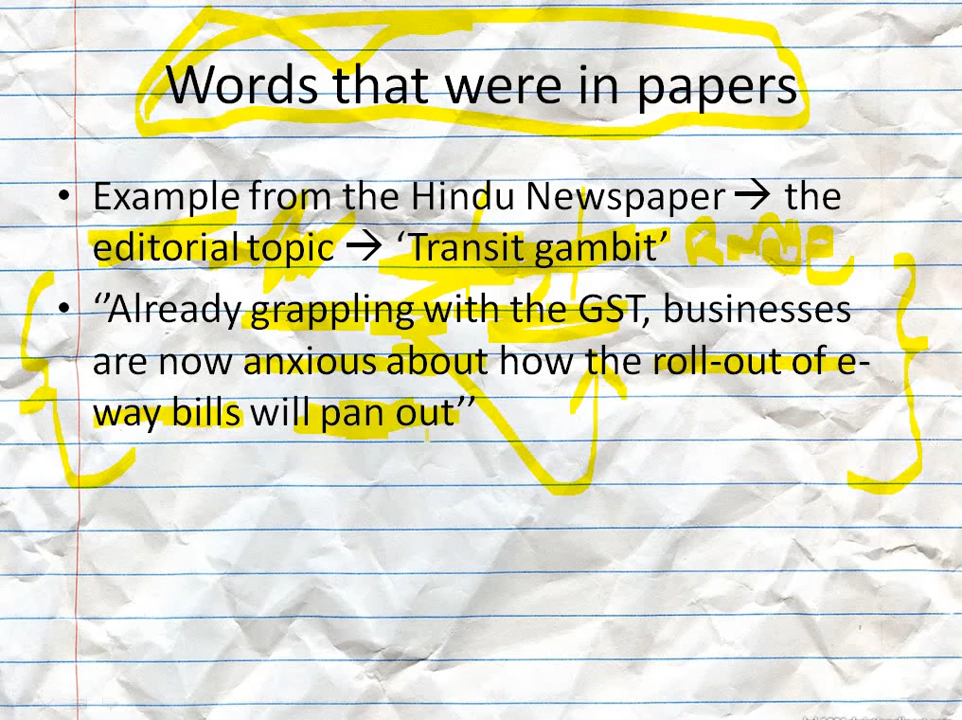 Words that were in papers
• Example from the Hindu Newspaper → the
editorial topic → ‘Transit gambit’
• ‘’Already grappling with the GST, businesses
are now anxious about how the roll-out of e-
way bills will pan out’’